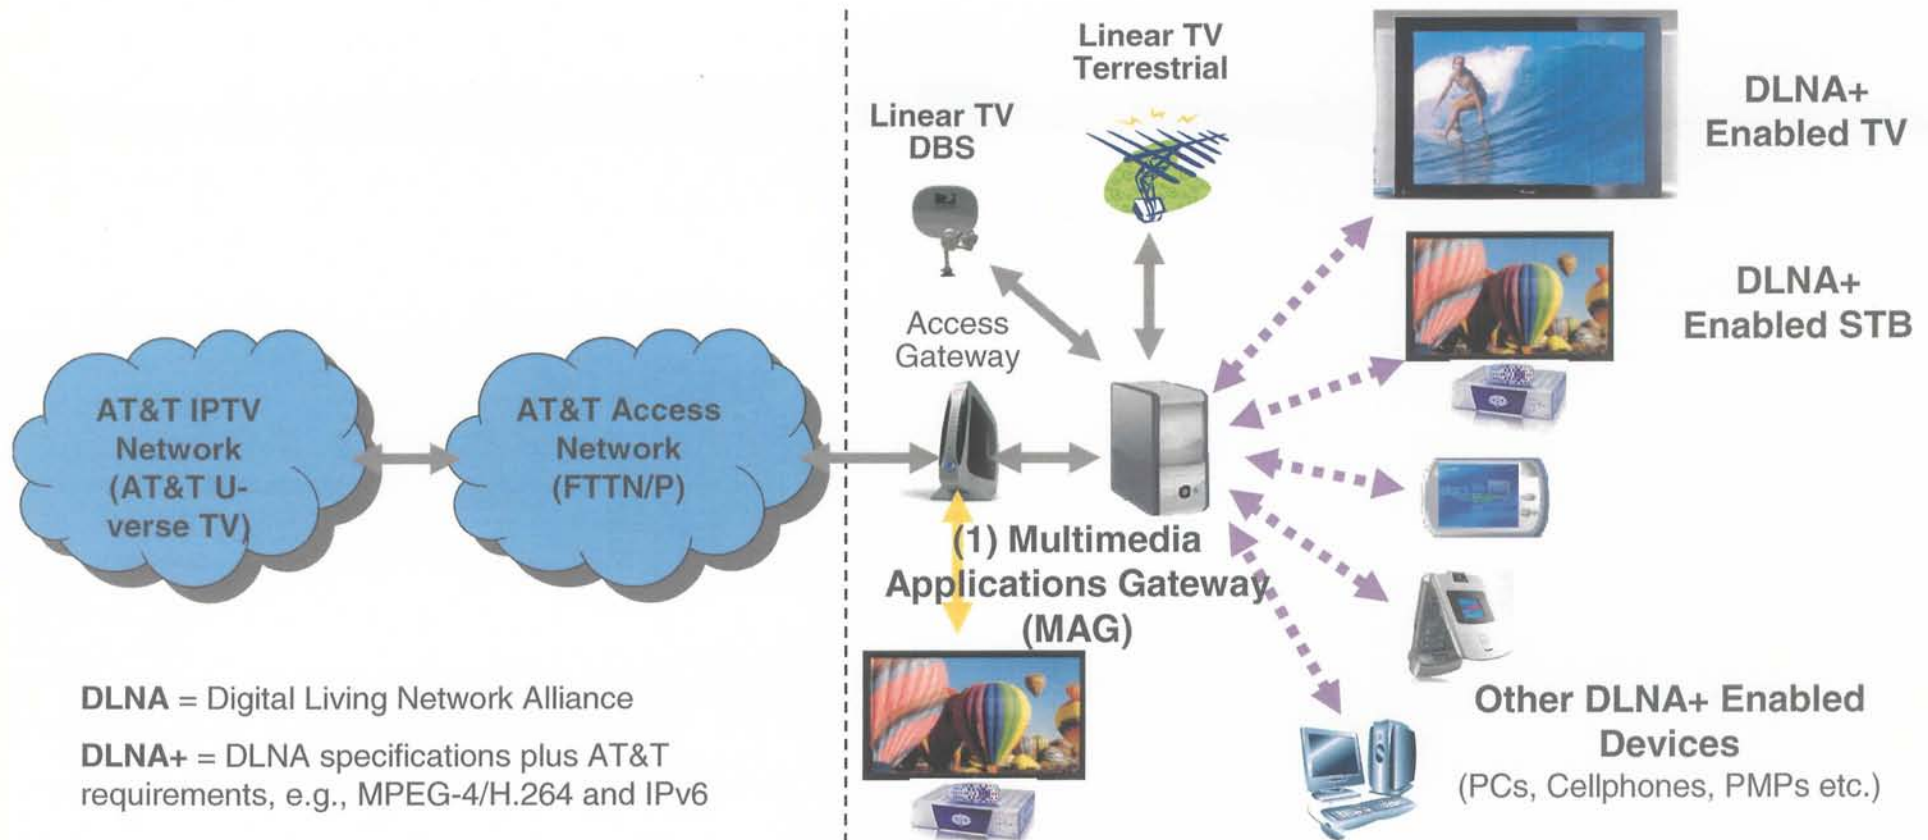 Linear TV
Terrestrial
Linear TV
DBS
DLNA+
Enabled TV
DLNA+
Enabled STB
Access
Gateway
AT&T IPTV
Network
(AT&T U-
verse TV)
AT&T Access
Network
(FTTN/P)
(1) Multimedia
Applications Gateway
(MAG)
DLNA = Digital Living Network Alliance
DLNA+ = DLNA specifications plus AT&T
requirements, e.g., MPEG-4/H.264 and IPv6
Other DLNA+ Enabled
Devices
(PCs, Cellphones, PMPs etc.)